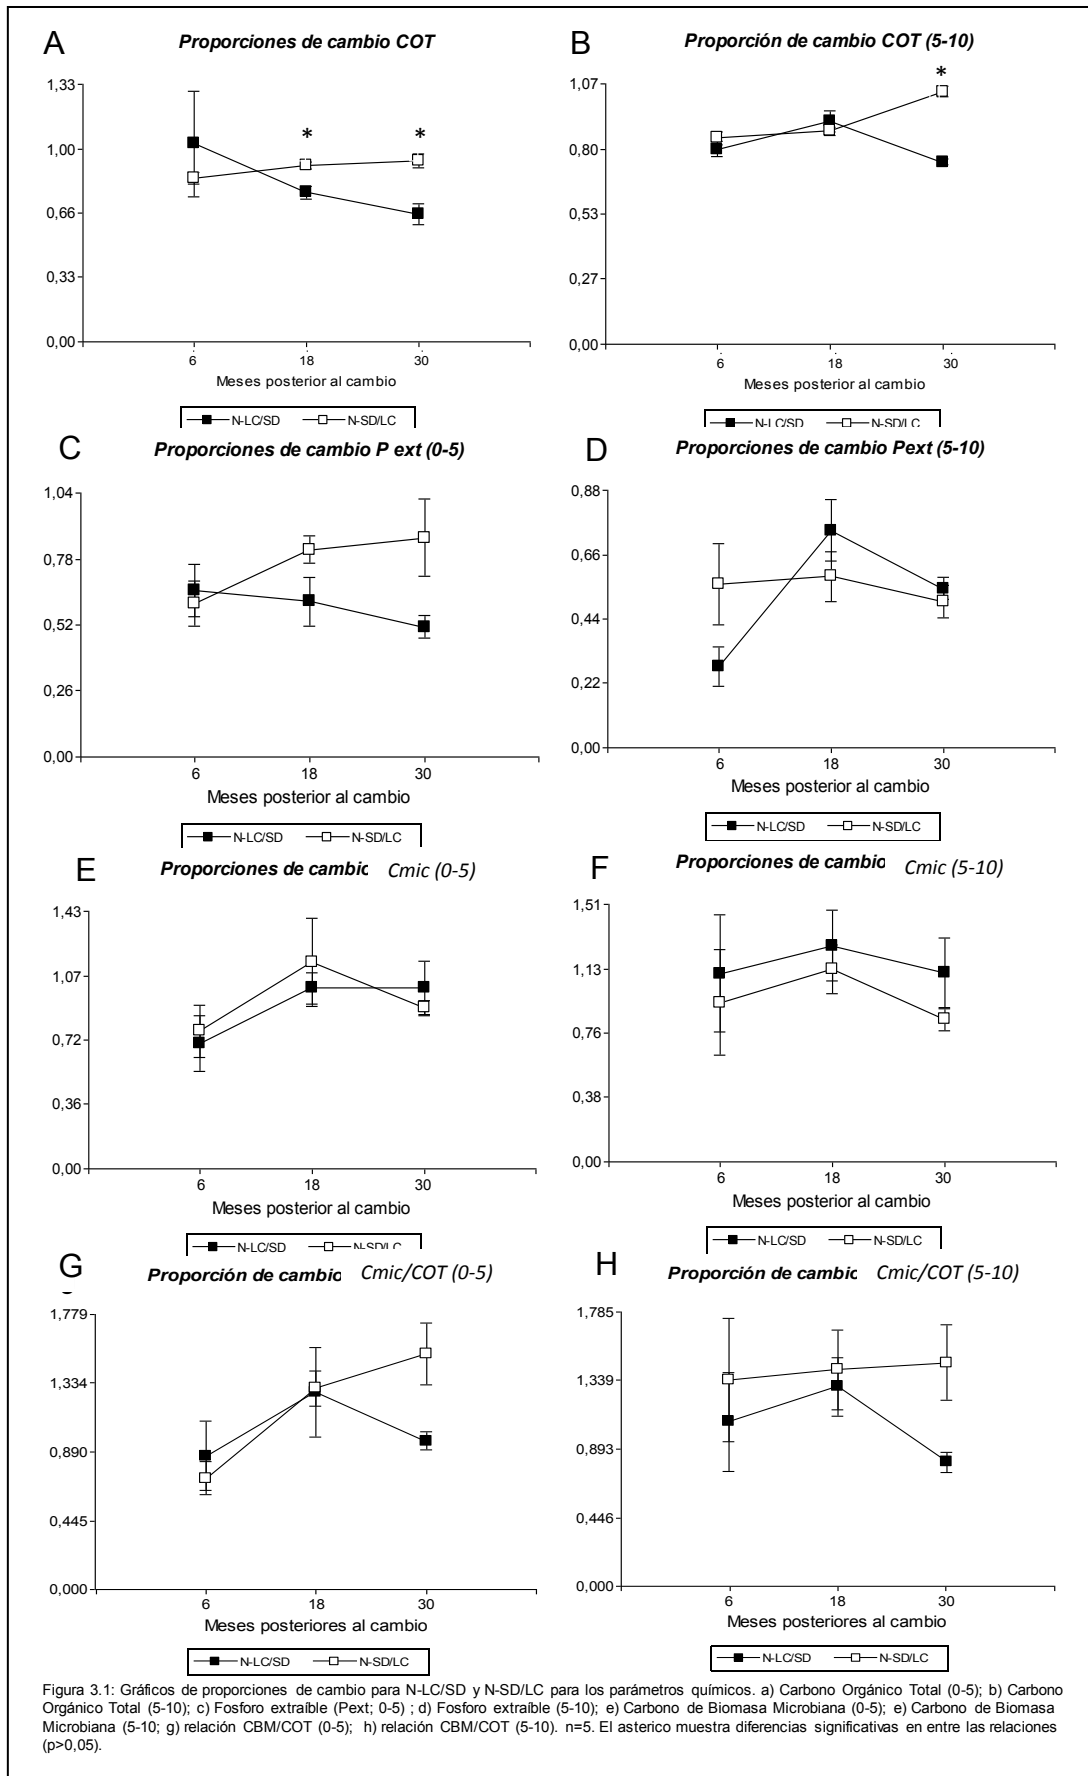 A
Proporciones de cambio COT
1,33
1,00
0,66
0,33
0,00
*
*
6
18
30
Meses posterior al cambio
N-LC/SD
N-SD/LC
B
Proporción de cambio COT (5-10)
1,07
0,80
0,53
0,27
0,00
*
6
18
30
Meses posterior al cambio
N-LC/SD
N-SD/LC
C
Proporciones de cambio P ext (0-5)
1,04
0,78
0,52
0,26
0,00
6
18
30
Meses posterior al cambio
N-LC/SD
N-SD/LC
D
Proporciones de cambio Pext (5-10)
0,88
0,66
0,44
0,22
0,00
6
18
30
Meses posterior al cambio
N-LC/SD
N-SD/LC
E
Proporciones de cambio Cmic (0-5)
1,43
1,07
0,72
0,36
0,00
6
18
30
Meses posterior al cambio
N-LC/SD
N-SD/LC
F
Proporciones de cambio Cmic (5-10)
1,51
1,13
0,76
0,38
0,00
6
18
30
Meses posterior al cambio
N-LC/SD
N-SD/LC
G
Proporción de cambio Cmic/COT (0-5)
1,779
1,334
0,890
0,445
0,000
6
18
30
Meses posteriores al cambio
N-LC/SD
N-SD/LC
H
Proporción de cambio Cmic/COT (5-10)
1,785
1,339
0,893
0,446
0,000
6
18
30
Meses posteriores al cambio
N-LC/SD
N-SD/LC
Figura 3.1: Gráficos de proporciones de cambio para N-LC/SD y N-SD/LC para los parámetros químicos. a) Carbono Orgánico Total (0-5); b) Carbono
Orgánico Total (5-10); c) Fosforo extraíble (Pext; 0-5) ; d) Fosforo extraíble (5-10); e) Carbono de Biomasa Microbiana (0-5); e) Carbono de Biomasa
Microbiana (5-10; g) relación CBM/COT (0-5); h) relación CBM/COT (5-10). n=5. El asterico muestra diferencias significativas en entre las relaciones
(p>0,05).